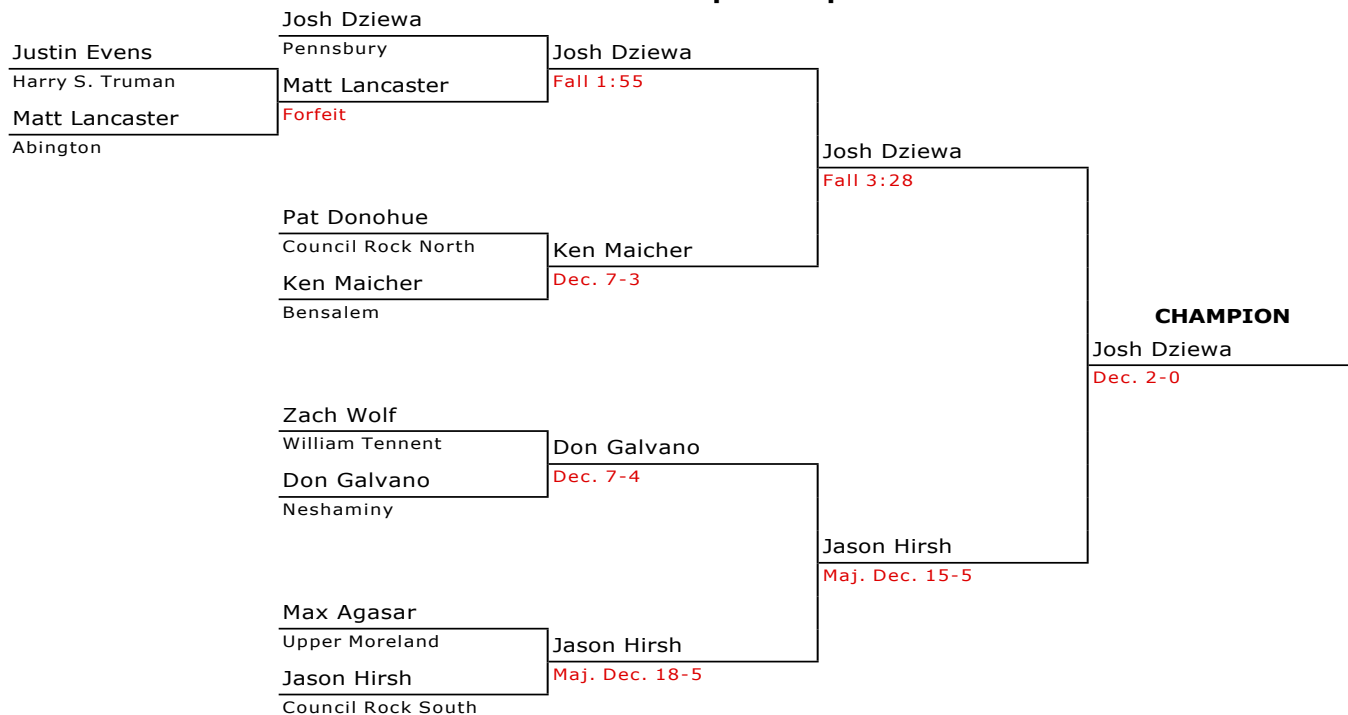 Josh Dziewa
Justin Evens
Pennsbury
Josh Dziewa
Harry S. Truman
Matt Lancaster
Fall 1:55
Matt Lancaster
Forfeit
Abington
Josh Dziewa
Fall 3:28
Pat Donohue
Council Rock North
Ken Maicher
Ken Maicher
Dec. 7-3
Bensalem
CHAMPION
Josh Dziewa
Dec. 2-0
Zach Wolf
William Tennent
Don Galvano
Don Galvano
Dec. 7-4
Neshaminy
Jason Hirsh
Maj. Dec. 15-5
Max Agasar
Upper Moreland
Jason Hirsh
Jason Hirsh
Maj. Dec. 18-5
Council Rock South